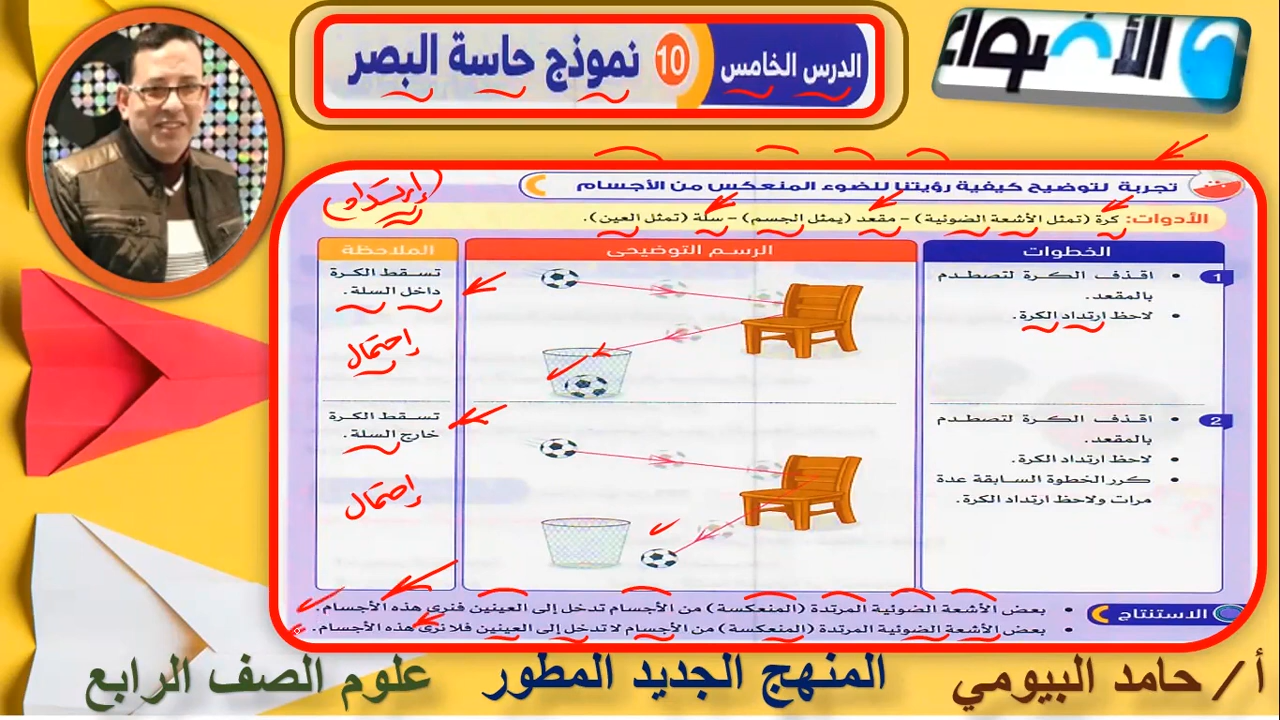 الأضواء
الدرس الخامس 10 نموذج حاسة البصر
تجربة لتوضيح كيفية رؤيتنا للضوء المنعكس من الأجسام
إرتداد
الأدوات: كرة (تمثل الأشعة الضوئية) – مقعد (يمثل الجسم) – سلة (تمثل العين).
الخطوات
الرسم التوضيحى
الملاحظة
1
• اقذف الكرة لتصطدم
بالمقعد.
• لاحظ ارتداد الكرة.
تسقط الكرة
داخل السلة.
إحتمال
2
• اقذف الكرة لتصطدم
بالمقعد.
• لاحظ ارتداد الكرة.
• كرر الخطوة السابقة عدة
مرات ولاحظ ارتداد الكرة.
تسقط الكرة
خارج السلة.
إحتمال
الاستنتاج
• بعض الأشعة الضوئية المرتدة (المنعكسة) من الأجسام تدخل إلى العينين فنرى هذه الأجسام.
• بعض الأشعة الضوئية المرتدة (المنعكسة) من الأجسام لا تدخل إلى العينين فلا نرى هذه الأجسام.
أ/ حامد البيومي
المنهج الجديد المطور
علوم الصف الرابع